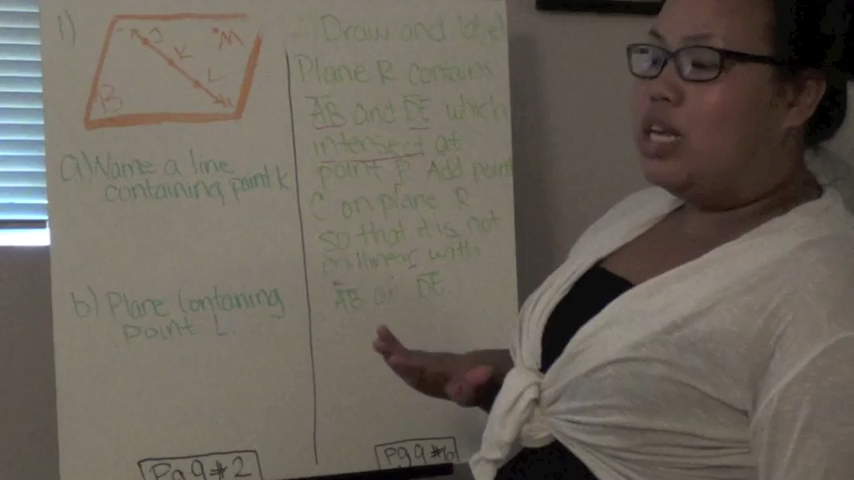 1)
J
K
L
M
B
a) Name a line
containing point K
b) Plane Containing
point L.
Pg 9 #2
Draw and label
Plane R contains
AB and DE which
intersect at
point P. Add point
C on plane R
so that it is not
collinear with
AB or DE
Pg 9 #6